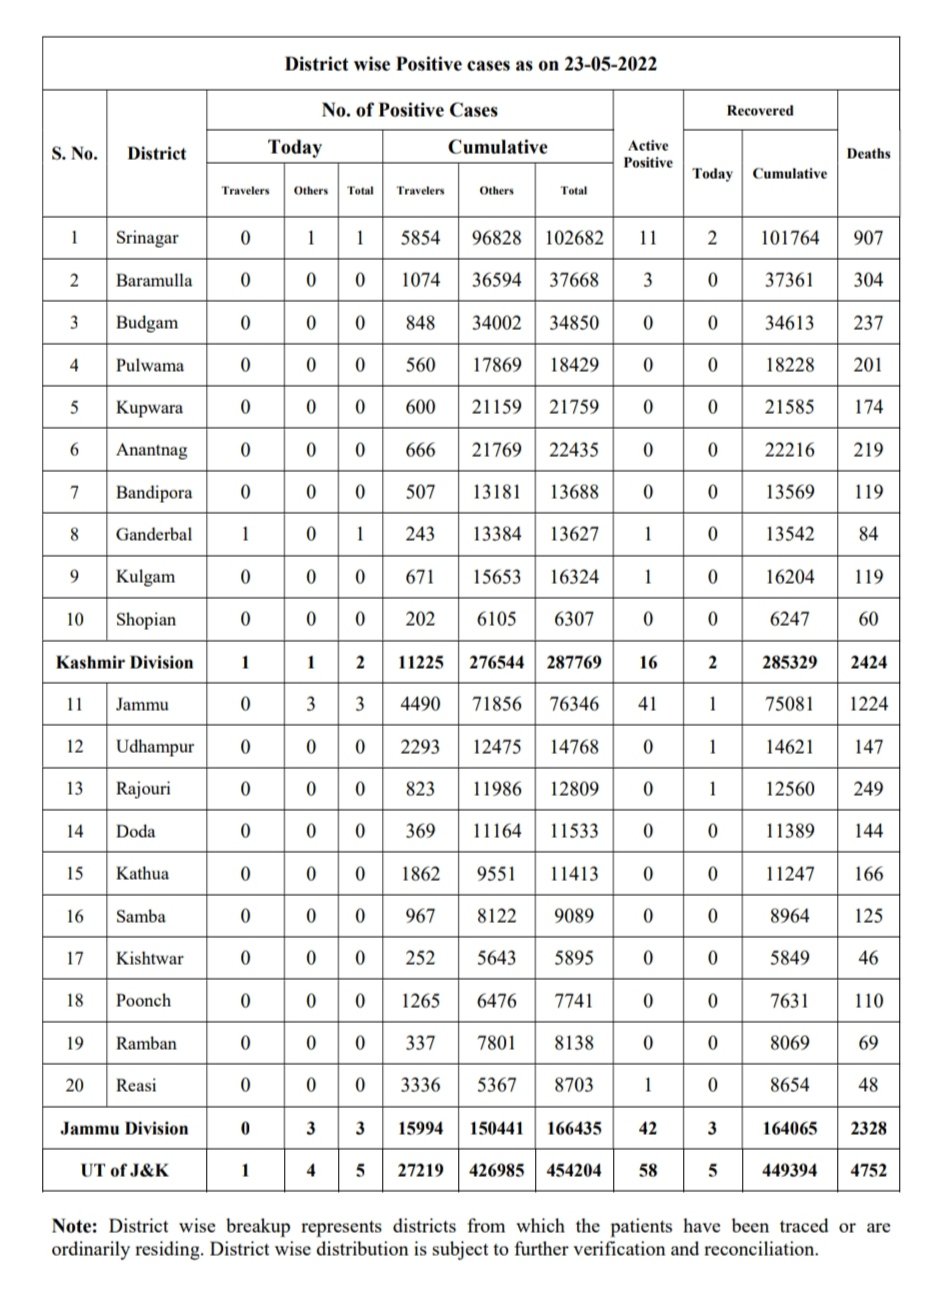 District wise Positive cases as on 23-05-2022
S. No. District No. of Positive Cases Active Positive Recovered Deaths
Today Cumulative Today Cumulative
Travelers Others Total Travelers Others Total
1 Srinagar 0 1 1 5854 96828 102682 11 2 101764 907
2 Baramulla 0 0 0 1074 36594 37668 3 0 37361 304
3 Budgam 0 0 0 848 34002 34850 0 0 34613 237
4 Pulwama 0 0 0 560 17869 18429 0 0 18228 201
5 Kupwara 0 0 0 600 21159 21759 0 0 21585 174
6 Anantnag 0 0 0 666 21769 22435 0 0 22216 219
7 Bandipora 0 0 0 507 13181 13688 0 0 13569 119
8 Ganderbal 1 0 1 243 13384 13627 1 0 13542 84
9 Kulgam 0 0 0 671 15653 16324 1 0 16204 119
10 Shopian 0 0 0 202 6105 6307 0 0 6247 60
Kashmir Division 1 1 2 11225 276544 287769 16 2 285329 2424
11 Jammu 0 3 3 4490 71856 76346 41 1 75081 1224
12 Udhampur 0 0 0 2293 12475 14768 0 1 14621 147
13 Rajouri 0 0 0 823 11986 12809 0 1 12560 249
14 Doda 0 0 0 369 11164 11533 0 0 11389 144
15 Kathua 0 0 0 1862 9551 11413 0 0 11247 166
16 Samba 0 0 0 967 8122 9089 0 0 8964 125
17 Kishtwar 0 0 0 252 5643 5895 0 0 5849 46
18 Poonch 0 0 0 1265 6476 7741 0 0 7631 110
19 Ramban 0 0 0 337 7801 8138 0 0 8069 69
20 Reasi 0 0 0 3336 5367 8703 1 0 8654 48
Jammu Division 0 3 3 15994 150441 166435 42 3 164065 2328
UT of J&K 1 4 5 27219 426985 454204 58 5 449394 4752
Note: District wise breakup represents districts from which the patients have been traced or are
ordinarily residing. District wise distribution is subject to further verification and reconciliation.